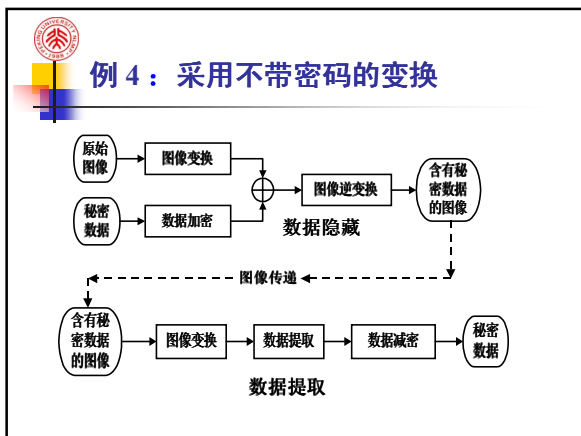 例 4 ：采用不带密码的变换
原始
图像
图像变换
秘密
数据
数据加密
图像逆变换
含有秘
密数据
的图像
数据隐藏
图像传递
含有秘
密数据
的图像
图像变换
数据提取
数据减密
秘密
数据
数据提取